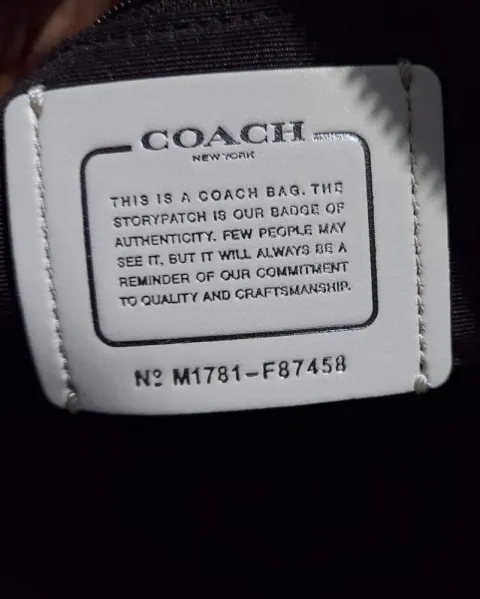 COACH
NEW YORK
THIS IS A COACH BAG. THE
STORYPATCH IS OUR BADGE OF
AUTHENTICITY. FEW PEOPLE MAY
SEE IT, BUT IT WILL ALWAYS BE A
REMINDER OF OUR COMMITMENT
TO QUALITY AND CRAFTSMANSHIP.
Nº M1781-F87458